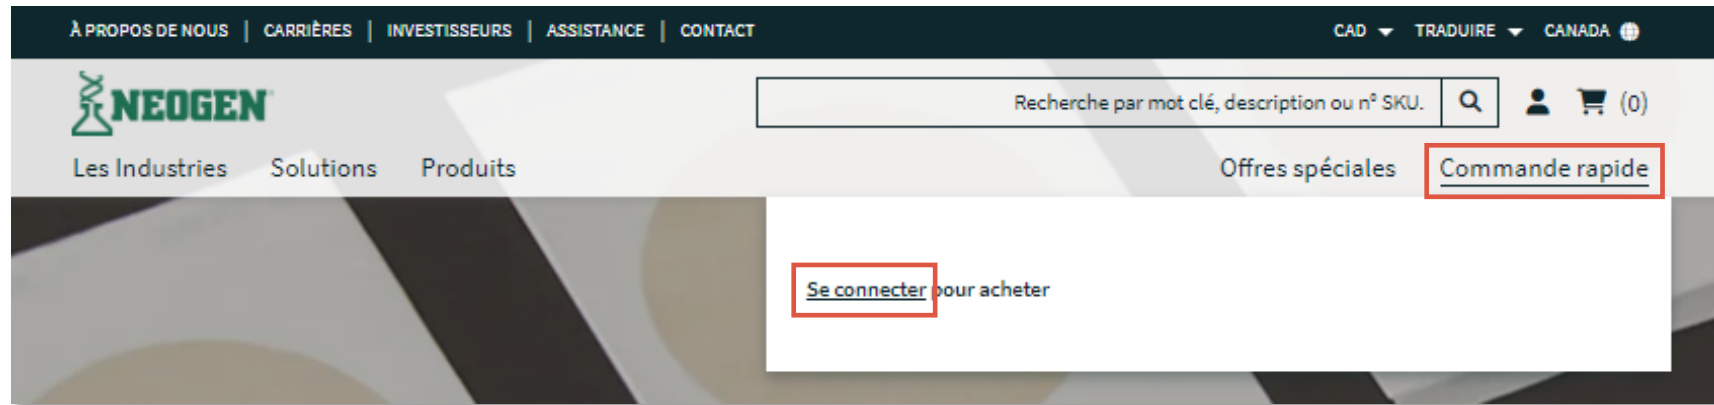 À PROPOS DE NOUS | CARRIÈRES | INVESTISSEURS | ASSISTANCE | CONTACT
CAD TRADUIRE CANADA
NEOGEN
Recherche par mot clé, description ou n° SKU.
(0)
Les Industries Solutions Produits
Offres spéciales Commande rapide
Se connecter pour acheter